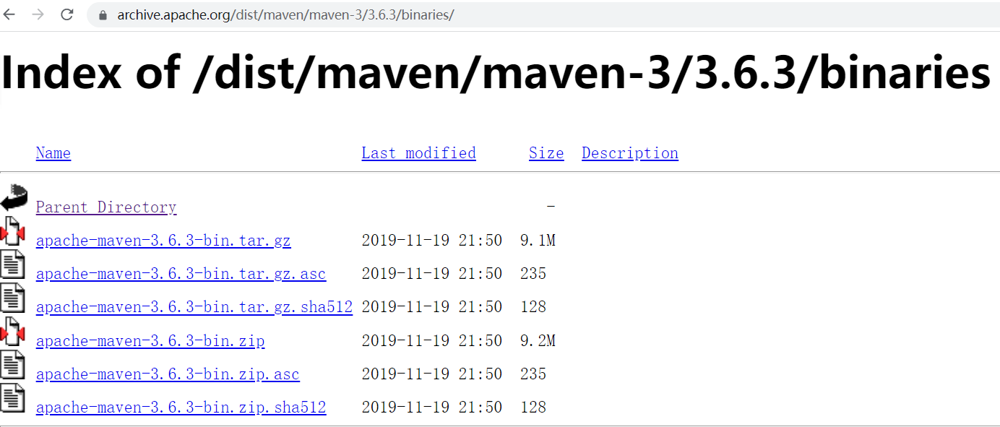 archive.apache.org/dist/maven/maven-3/3.6.3/binaries/
Index of /dist/maven/maven-3/3.6.3/binaries
Name Last modified Size Description
Parent Directory -
apache-maven-3.6.3-bin.tar.gz 2019-11-19 21:50 9.1M
apache-maven-3.6.3-bin.tar.gz.asc 2019-11-19 21:50 235
apache-maven-3.6.3-bin.tar.gz.sha512 2019-11-19 21:50 128
apache-maven-3.6.3-bin.zip 2019-11-19 21:50 9.2M
apache-maven-3.6.3-bin.zip.asc 2019-11-19 21:50 235
apache-maven-3.6.3-bin.zip.sha512 2019-11-19 21:50 128